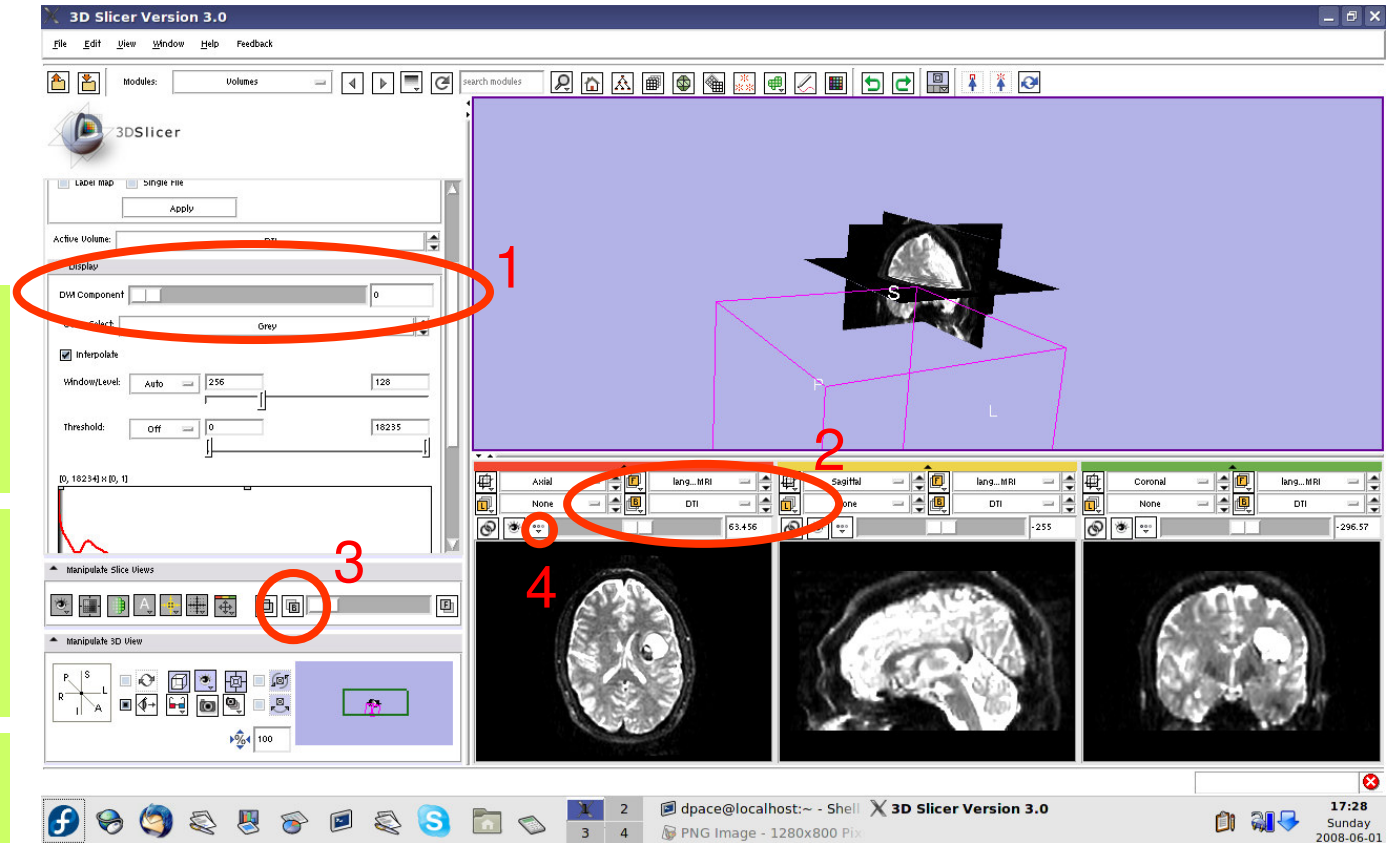 3D Slicer Version 3.0
File Edit View Window Help Feedback
Modules: Volumes search modules
3DSlicer
Label Map Single File
Apply
Active Volume: DTI
Display
1
DWI Component 0
Color Select: Grey
Interpolate
Window/Level: Auto 256 128
Threshold: Off 0 18235
[0, 18234] x [0, 1]
S
P
L
2
Axial F lang...MRI Sagittal F lang...MRI Coronal F lang...MRI
L None B DTI L None B DTI L None B DTI
63.456 -255 -296.57
3
4
Manipulate Slice Views
A B F
Manipulate 3D View
P S
R L
I A
% 100
1 2 dpace@localhost:~ - Shell 3D Slicer Version 3.0
3 4 PNG Image - 1280x800 Pix
17:28
Sunday
2008-06-01